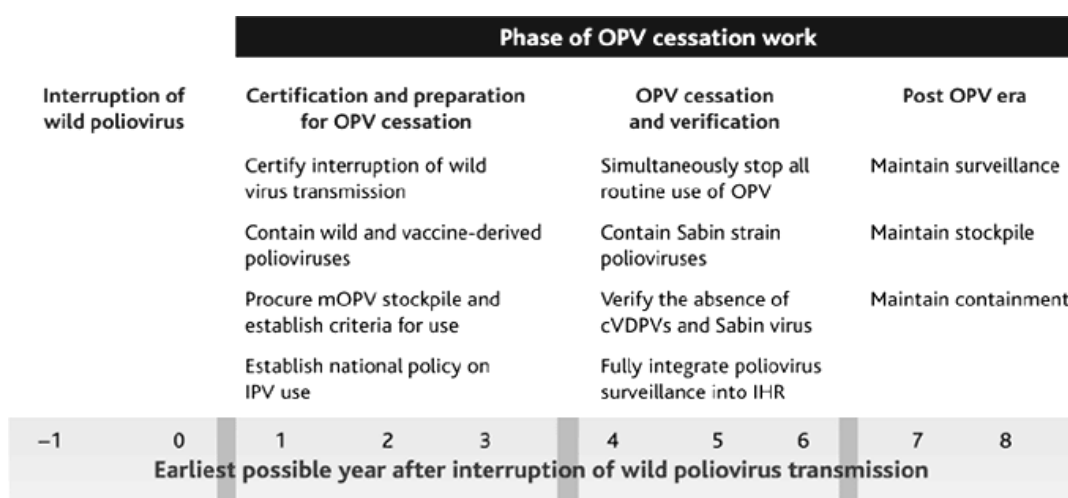 Phase of OPV cessation work
Interruption of
wild poliovirus
Certification and preparation
for OPV cessation
OPV cessation
and verification
Post OPV era
Certify interruption of wild
virus transmission
Simultaneously stop all
routine use of OPV
Maintain surveillance
Contain wild and vaccine-derived
polioviruses
Contain Sabin strain
polioviruses
Maintain stockpile
Procure mOPV stockpile and
establish criteria for use
Verify the absence of
cVDPVs and Sabin virus
Maintain containment
Establish national policy on
IPV use
Fully integrate poliovirus
surveillance into IHR
–1 0 1 2 3 4 5 6 7 8
Earliest possible year after interruption of wild poliovirus transmission